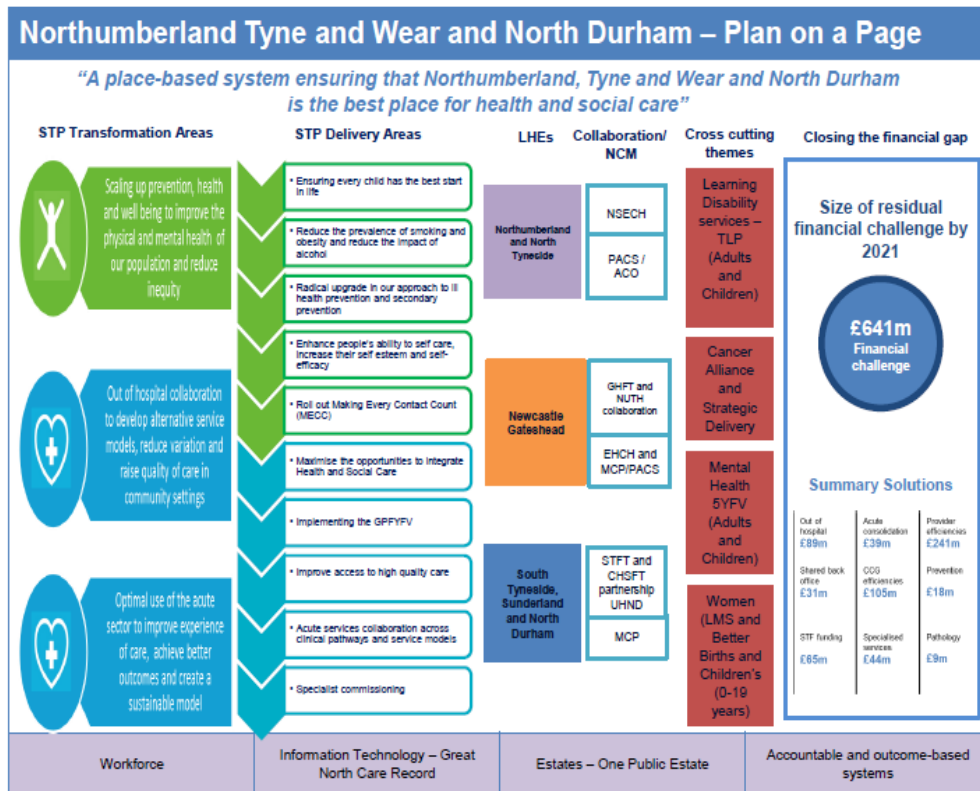 Northumberland Tyne and Wear and North Durham – Plan on a Page
“A place-based system ensuring that Northumberland, Tyne and Wear and North Durham
is the best place for health and social care”
STP Transformation Areas
Scaling up prevention, health
and well being to improve the
physical and mental health of
our population and reduce
inequity
Out of hospital collaboration
to develop alternative service
models, reduce variation and
raise quality of care in
community settings
Optimal use of the acute
sector to improve experience
of care, achieve better
outcomes and create a
sustainable model
STP Delivery Areas
• Ensuring every child has the best start
in life
• Reduce the prevalence of smoking and
obesity and reduce the impact of
alcohol
• Radical upgrade in our approach to ill
health prevention and secondary
prevention
• Enhance people's ability to self care,
increase their self esteem and self-
efficacy
• Roll out Making Every Contact Count
(MECC)
• Maximise the opportunities to integrate
Health and Social Care
• Implementing the GPFYFV
• Improve access to high quality care
• Acute services collaboration across
clinical pathways and service models
• Specialist commissioning
LHEs
Northumberland
and North
Tyneside
Newcastle
Gateshead
South
Tyneside,
Sunderland
and North
Durham
Collaboration/
NCM
NSECH
PACS /
ACO
GHFT and
NUTH
collaboration
EHCH and
MCP/PACS
STFT and
CHSFT
partnership
UHND
MCP
Cross cutting
themes
Learning
Disability
services –
TLP
(Adults
and
Children)
Cancer
Alliance
and
Strategic
Delivery
Mental
Health
5YFV
(Adults
and
Children)
Women
(LMS and
Better
Births and
Children's
(0-19
years)
Closing the financial gap
Size of residual
financial challenge by
2021
£641m
Financial
challenge
Summary Solutions
Out of
hospital
£89m
Acute
consolidation
£39m
Provider
efficiencies
£241m
Shared back
office
£31m
CCG
efficiencies
£105m
Prevention
£18m
STF funding
£65m
Specialised
services
£44m
Pathology
£9m
Workforce
Information Technology – Great
North Care Record
Estates – One Public Estate
Accountable and outcome-based
systems